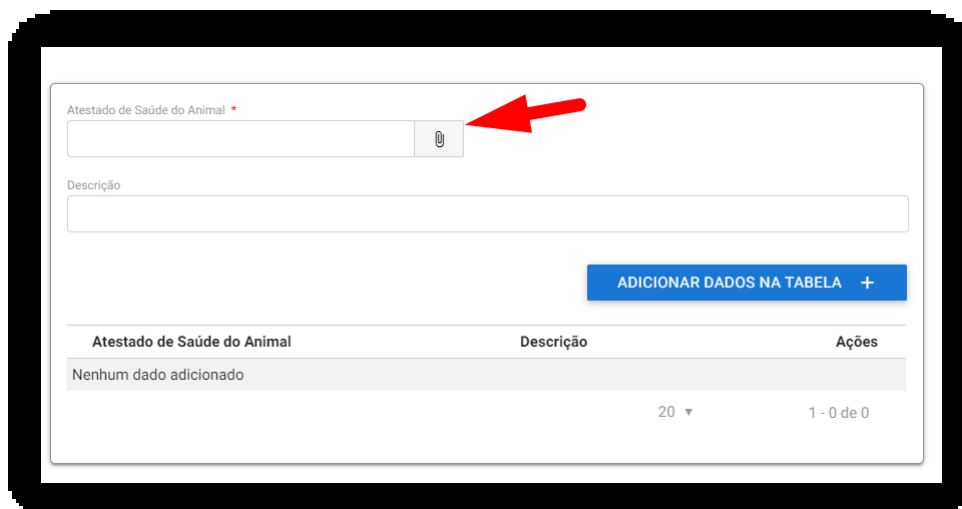 Atestado de Saúde do Animal *
Descrição
ADICIONAR DADOS NA TABELA +
Atestado de Saúde do Animal Descrição Ações
Nenhum dado adicionado
20 ▼ 1 - 0 de 0